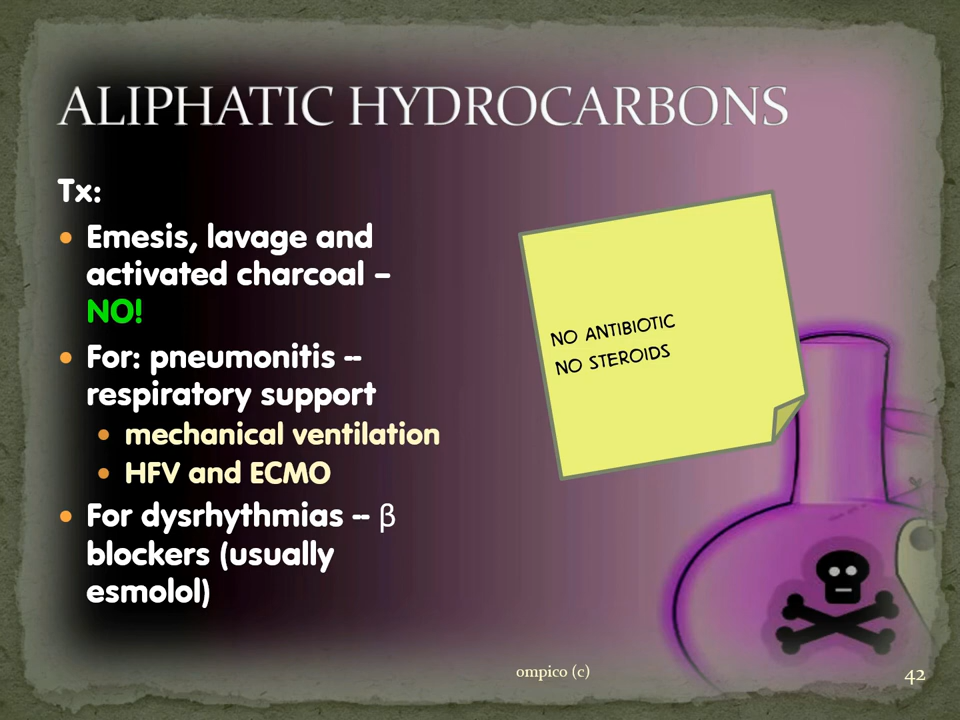 ALIPHATIC HYDROCARBONS
Tx:
• Emesis, lavage and
activated charcoal –
NO!
• For: pneumonitis --
respiratory support
• mechanical ventilation
• HFV and ECMO
• For dysrhythmias -- β
blockers (usually
esmolol)
NO ANTIBIOTIC
NO STEROIDS
ompico (c)
42